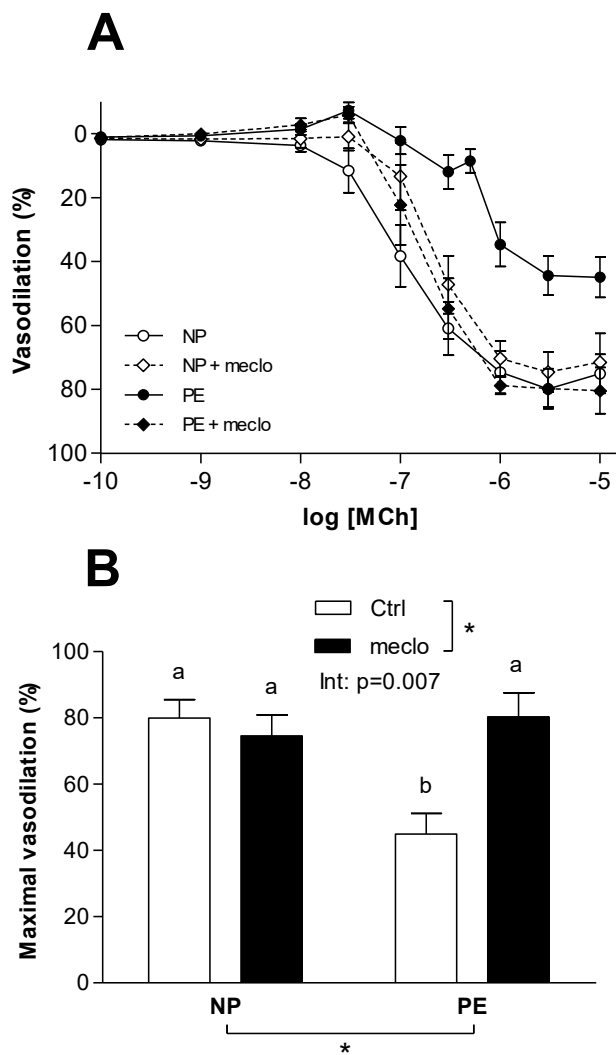 A
Vasodilation (%)
0
20
40
60
80
100
NP
NP + meclo
PE
PE + meclo
-10 -9 -8 -7 -6 -5
log [MCh]
B
Ctrl
meclo
*
Int: p=0.007
Maximal vasodilation (%)
100
80
60
40
20
0
a
a
b
a
NP PE
*